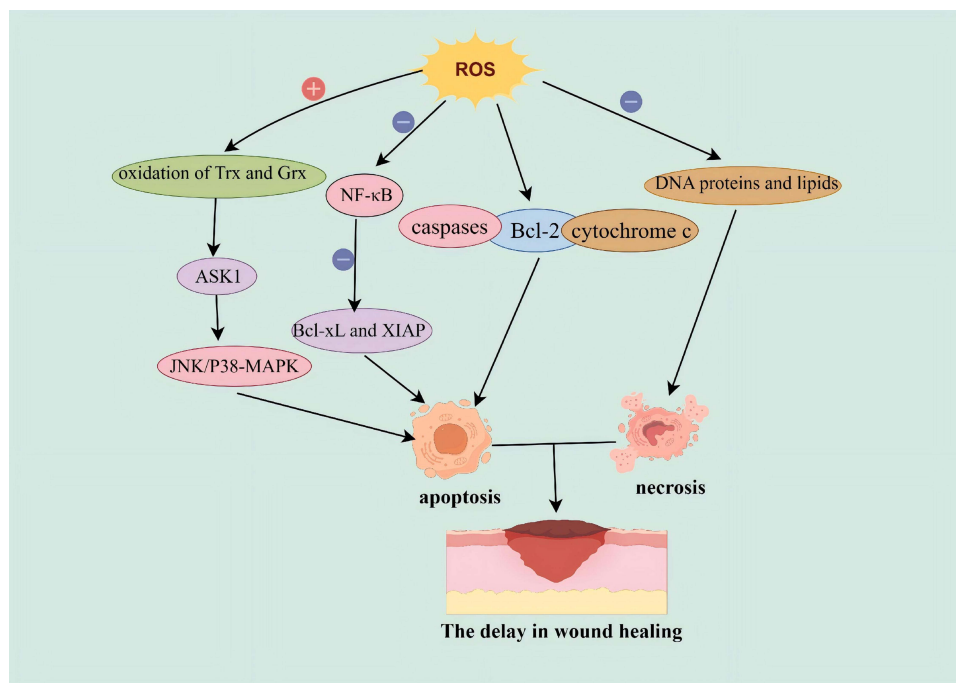 ROS
oxidation of Trx and Grx
NF-κB
DNA proteins and lipids
caspases
Bcl-2
cytochrome c
ASK1
Bcl-xL and XIAP
JNK/P38-MAPK
apoptosis
necrosis
The delay in wound healing